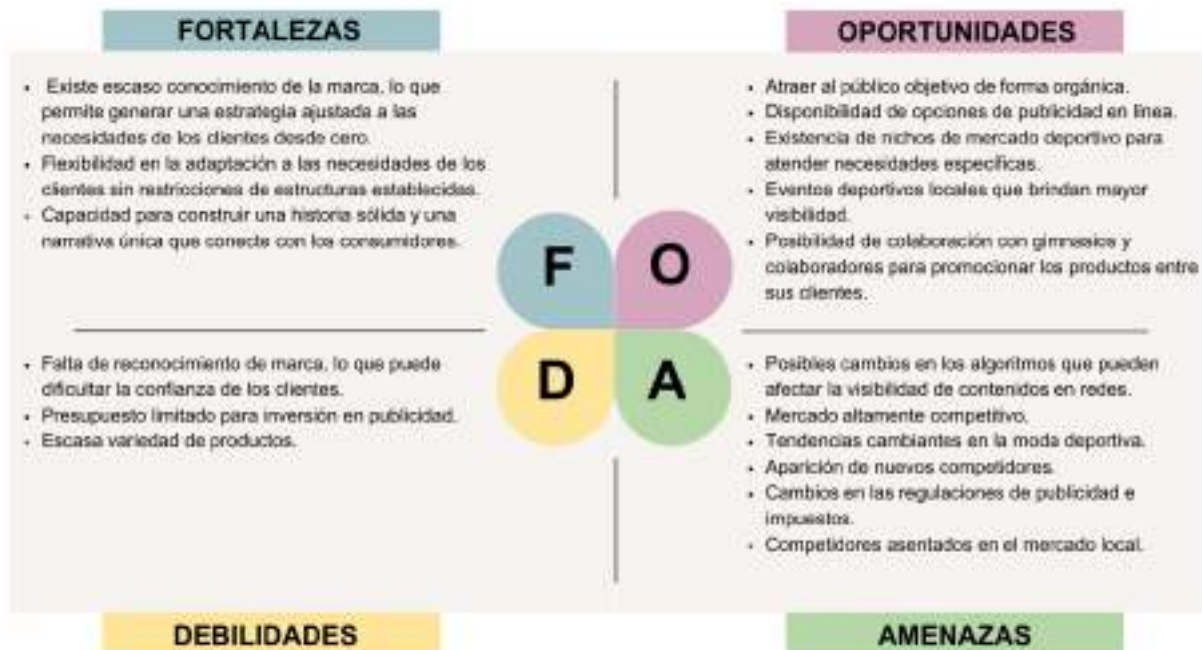 FORTALEZAS
• Existe escaso conocimiento de la marca, lo que
permite generar una estrategia ajustada a las
necesidades de los clientes desde cero.
• Flexibilidad en la adaptación a las necesidades de los
clientes sin restricciones de estructuras establecidas.
• Capacidad para construir una historia sólida y una
narrativa única que conecte con los consumidores.
OPORTUNIDADES
• Atraer al público objetivo de forma orgánica.
• Disponibilidad de opciones de publicidad en línea.
• Existencia de nichos de mercado deportivo para
atender necesidades específicas.
• Eventos deportivos locales que brindan mayor
visibilidad.
• Posibilidad de colaboración con gimnasios y
colaboradores para promocionar los productos entre
sus clientes.
F
O
D
A
• Falta de reconocimiento de marca, lo que puede
dificultar la confianza de los clientes.
• Presupuesto limitado para inversión en publicidad.
• Escasa variedad de productos.
DEBILIDADES
• Posibles cambios en los algoritmos que pueden
afectar la visibilidad de contenidos en redes.
• Mercado altamente competitivo.
• Tendencias cambiantes en la moda deportiva.
• Aparición de nuevos competidores.
• Cambios en las regulaciones de publicidad e
impuestos.
• Competidores asentados en el mercado local.
AMENAZAS